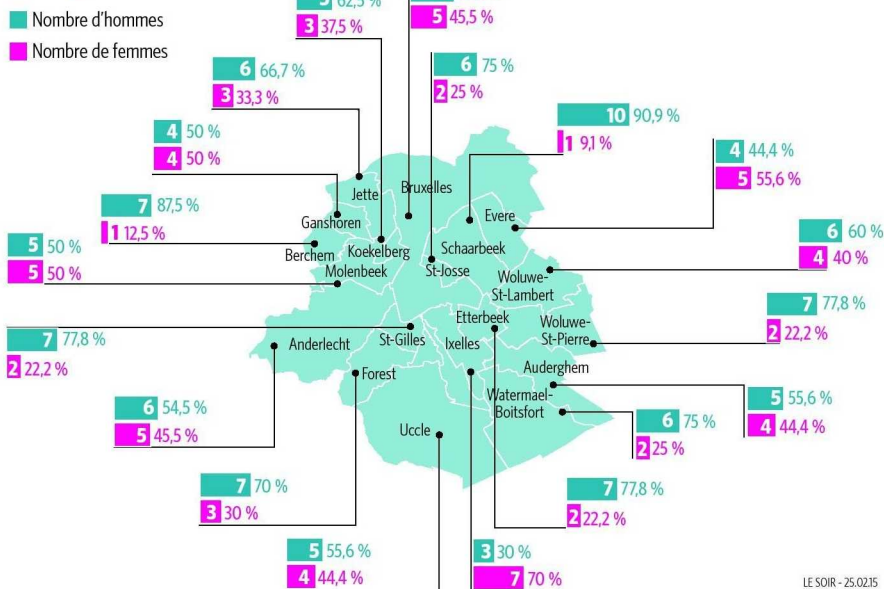 62,5 %
3 37,5 %
5 45,5 %
Nombre d'hommes
Nombre de femmes
6 66,7 %
3 33,3 %
6 75 %
2 25 %
4 50 %
4 50 %
10 90,9 %
1 9,1 %
4 44,4 %
5 55,6 %
7 87,5 %
1 12,5 %
5 50 %
5 50 %
6 60 %
4 40 %
7 77,8 %
2 22,2 %
7 77,8 %
2 22,2 %
Jette
Bruxelles
Ganshoren
Evere
Berchem
Koekelberg
Schaarbeek
Molenbeek
St-Josse
Woluwe-
St-Lambert
Etterbeek
Woluwe-
St-Pierre
Anderlecht
St-Gilles
Ixelles
Auderghem
Forest
Watermael-
Boitsfort
Uccle
6 54,5 %
5 45,5 %
5 55,6 %
4 44,4 %
6 75 %
2 25 %
7 70 %
3 30 %
7 77,8 %
2 22,2 %
5 55,6 %
4 44,4 %
3 30 %
7 70 %
LE SOIR - 25.02.15